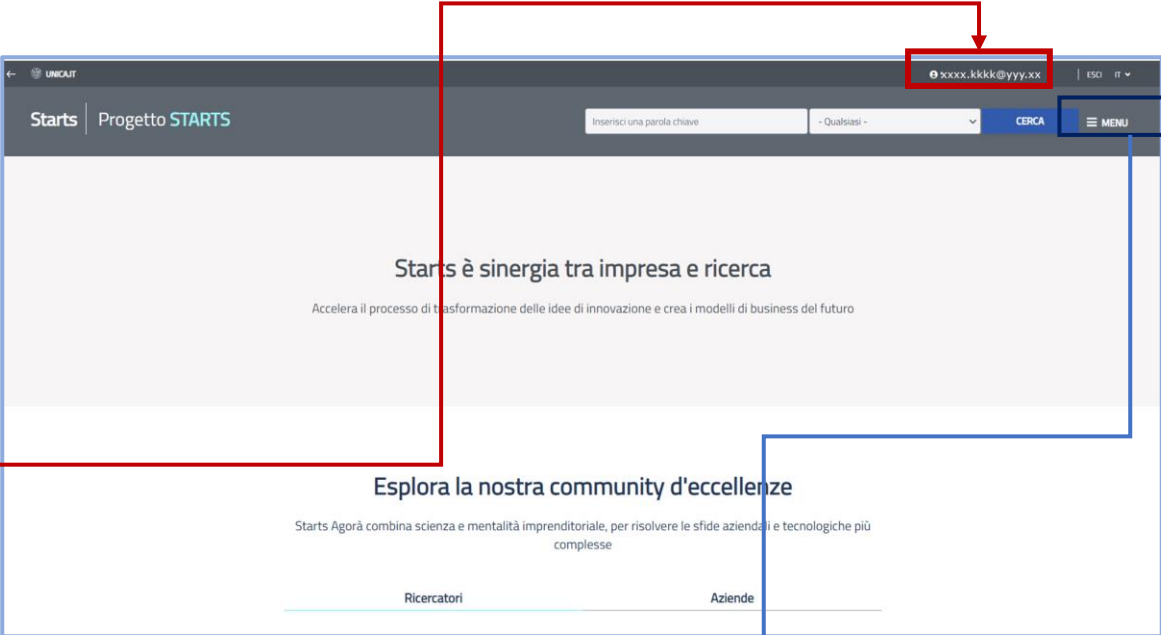 UNICA.IT
xxxx.kkkk@yyy.xx | ESCI IT
Starts Progetto STARTS
Inserisci una parola chiave - Qualsiasi - CERCA MENU
Starts è sinergia tra impresa e ricerca
Accelera il processo di trasformazione delle idee di innovazione e crea i modelli di business del futuro
Esplora la nostra community d'eccellenze
Starts Agorà combina scienza e mentalità imprenditoriale, per risolvere le sfide aziendali e tecnologiche più
complesse
Ricercatori Aziende